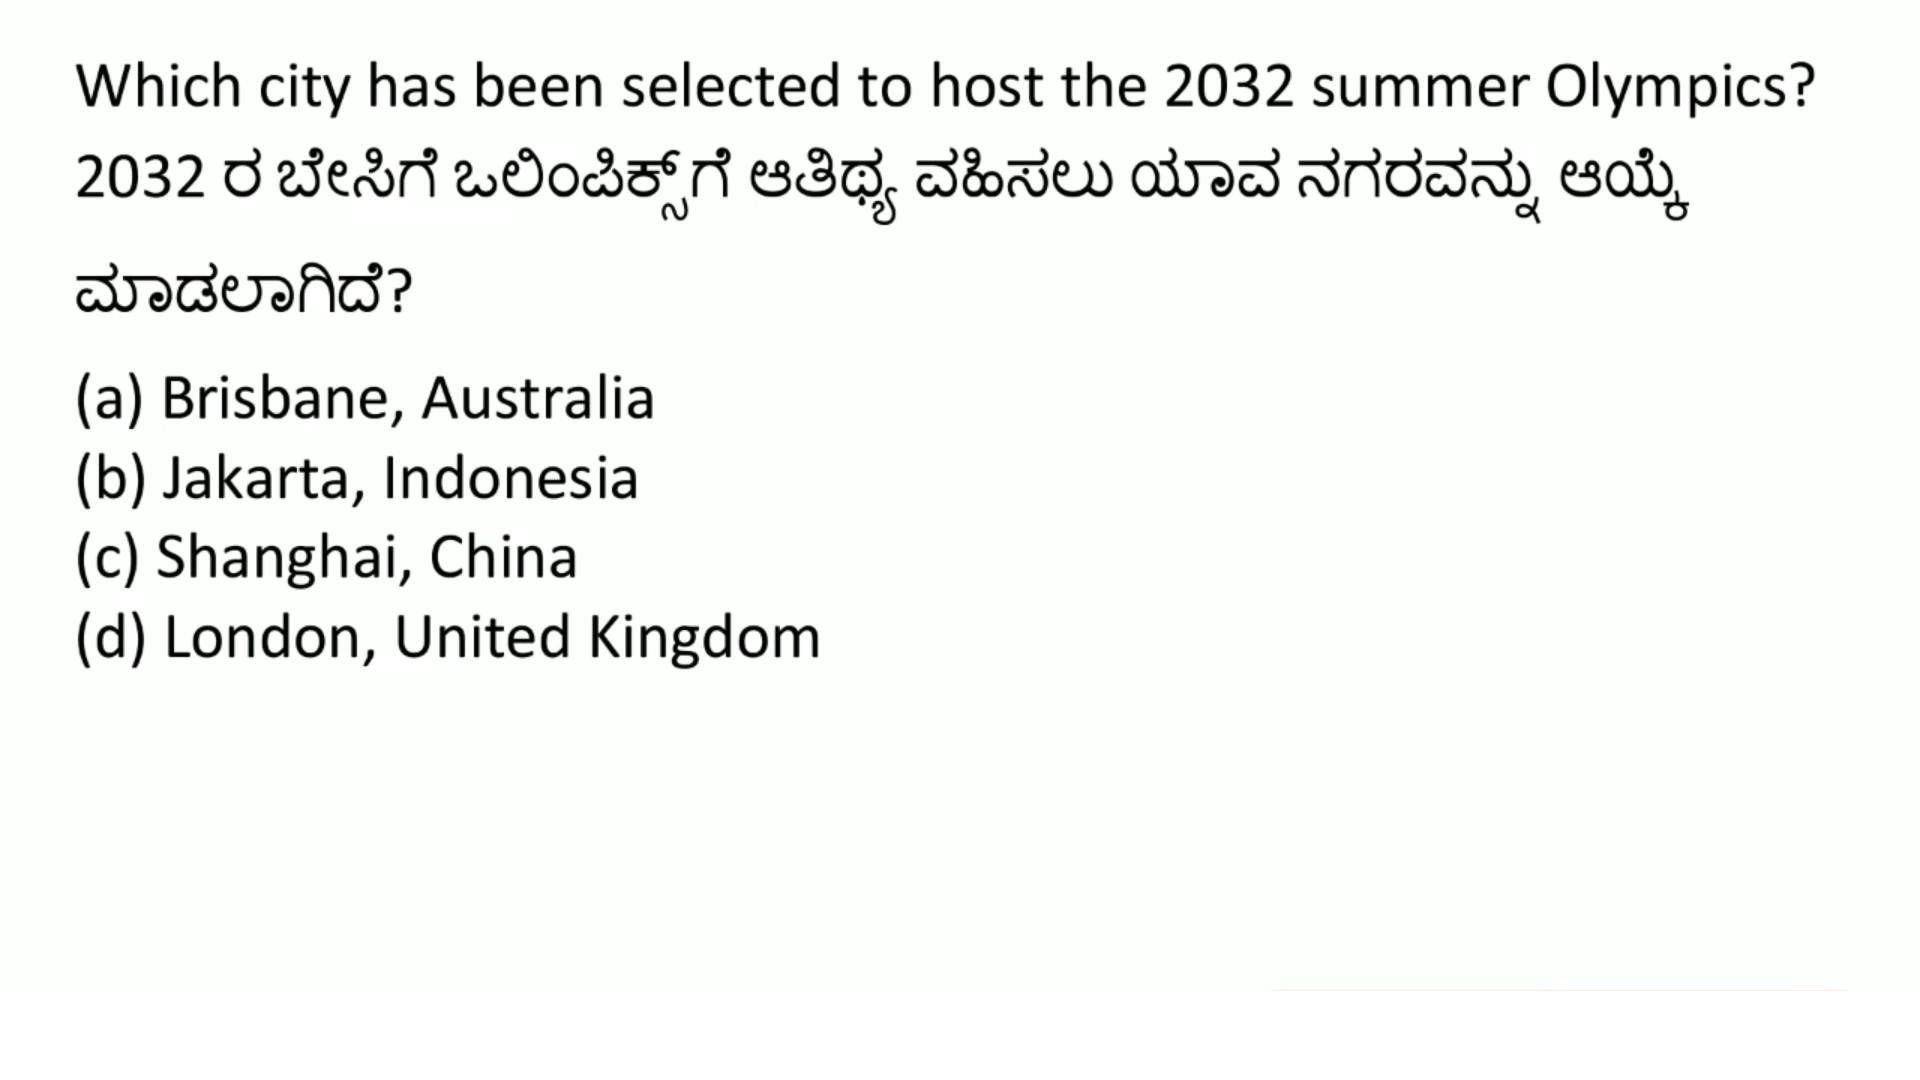 Which city has been selected to host the 2032 summer Olympics?
2032 ರ ಬೇಸಿಗೆ ಒಲಿಂಪಿಕ್ಸ್‌ಗೆ ಆತಿಥ್ಯ ವಹಿಸಲು ಯಾವ ನಗರವನ್ನು ಆಯ್ಕೆ
ಮಾಡಲಾಗಿದೆ?
(a) Brisbane, Australia
(b) Jakarta, Indonesia
(c) Shanghai, China
(d) London, United Kingdom